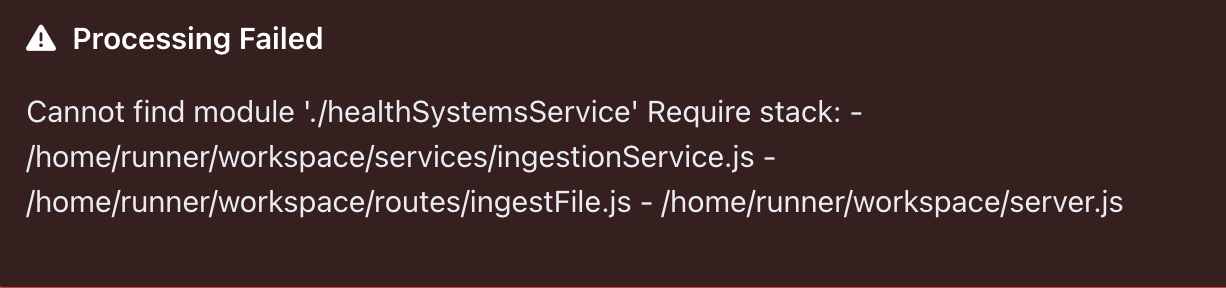 Processing Failed
Cannot find module './healthSystemsService' Require stack: -
/home/runner/workspace/services/ingestionService.js -
/home/runner/workspace/routes/ingestFile.js - /home/runner/workspace/server.js